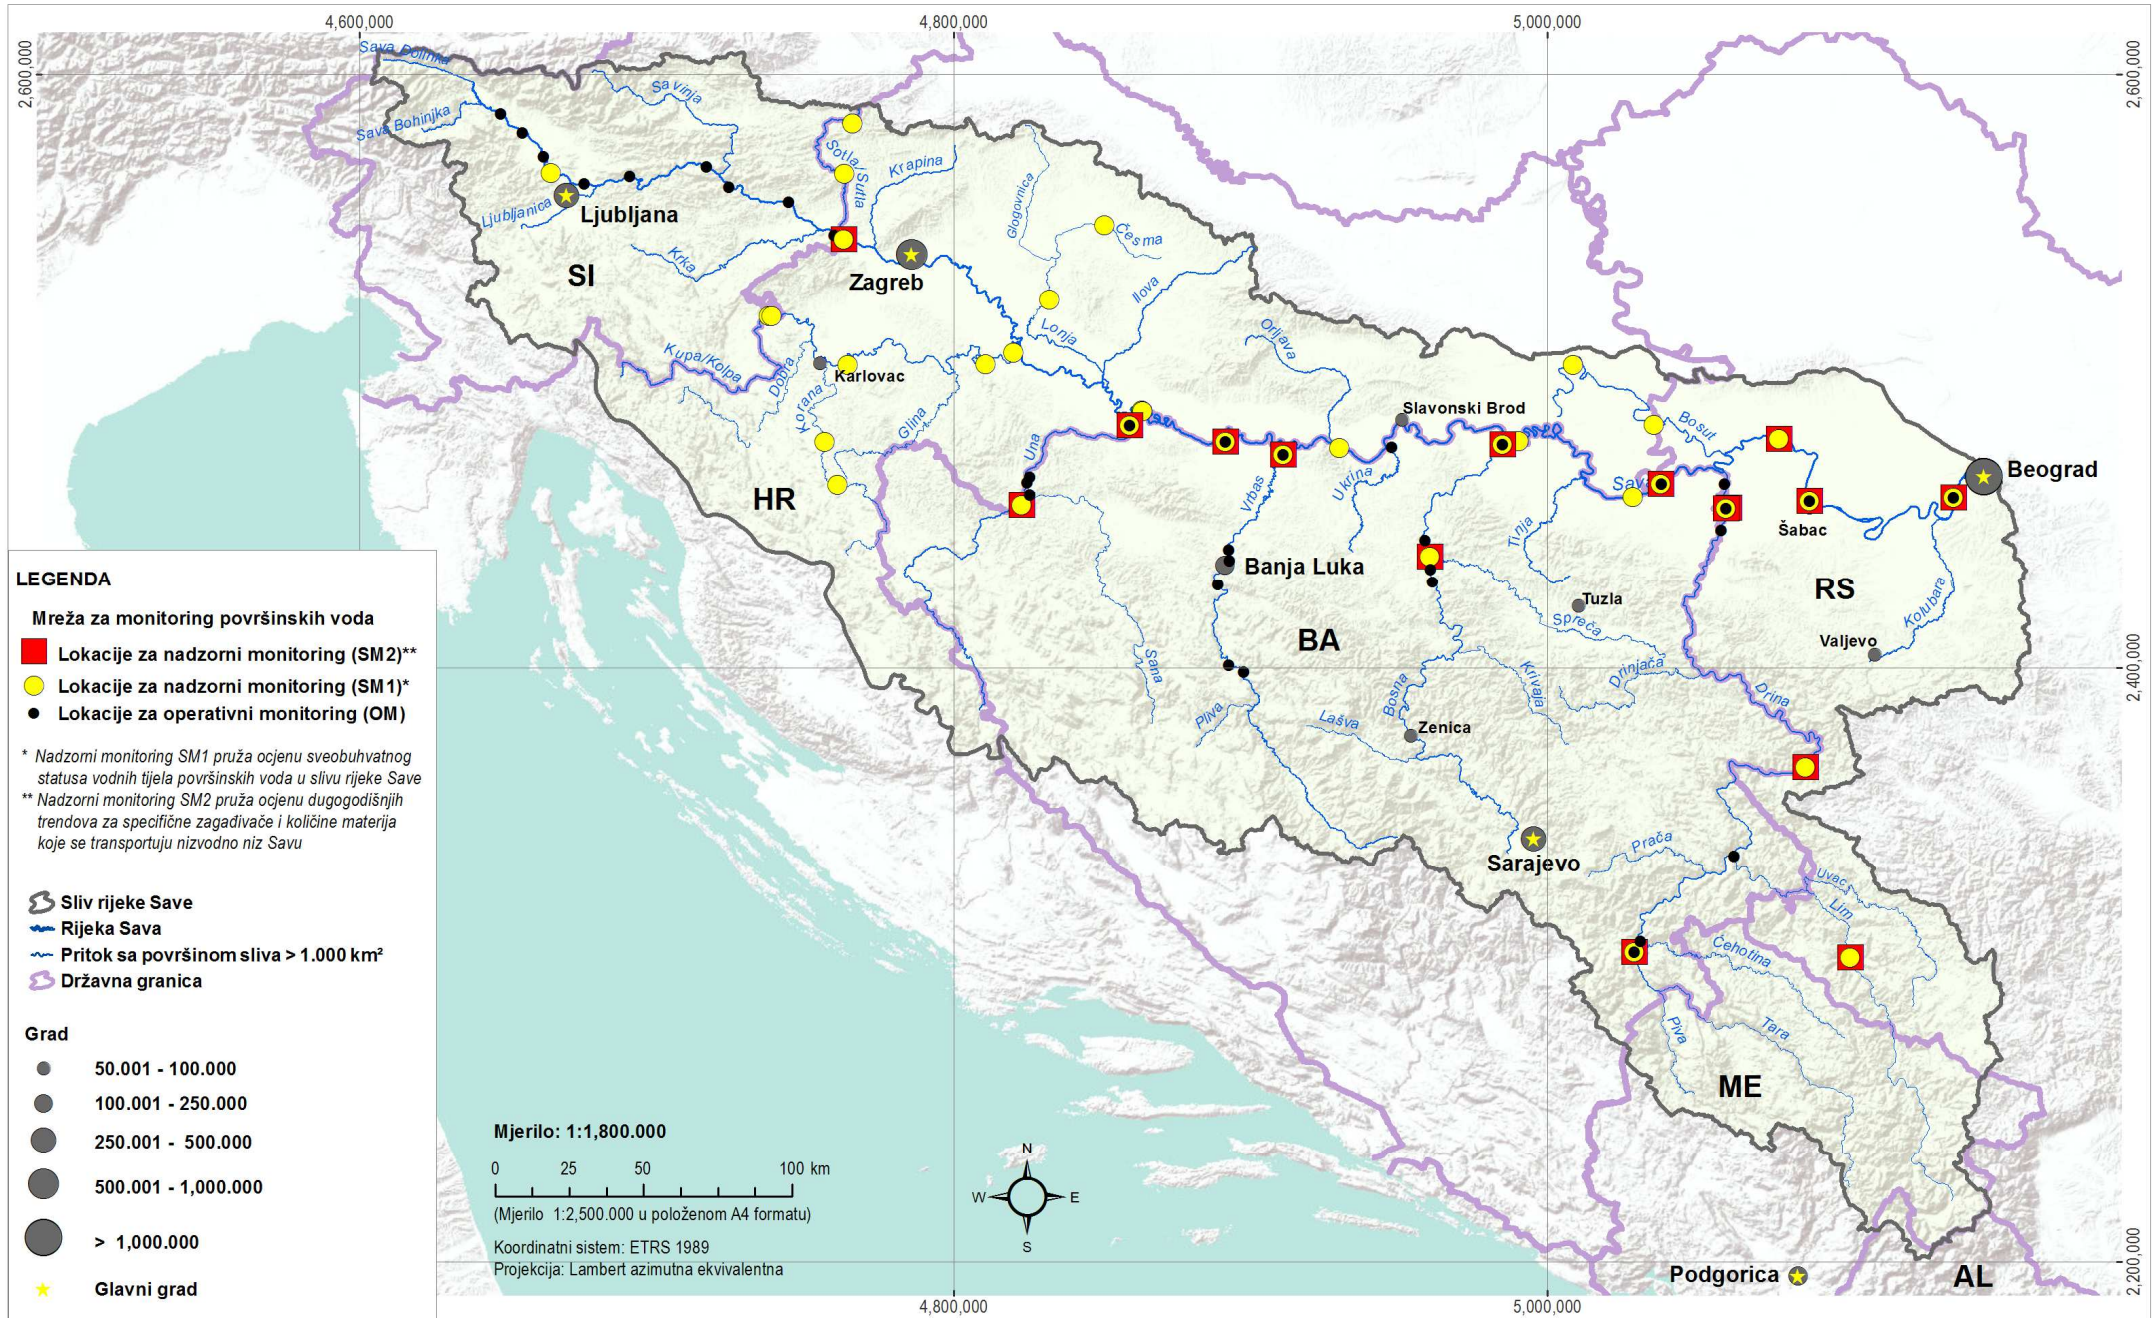 4,600,000
4,800,000
5,000,000
2,600,000
2,600,000
Sava Dolinka
Sava Bohinjka
Savinja
Sotla/Sutla
Krapina
Glogovnica
Česma
Ljubljanica
Ljubljana
Krka
SI
Zagreb
Ilova
Lonja
Orljava
Kupa/Kolpa
Dobra
Karlovac
Korana
Glina
Slavonski Brod
Bosut
Una
Beograd
HR
Vrbas
Ukrina
Sava
Šabac
Tinja
Banja Luka
RS
Tuzla
Kolubara
Spreča
BA
Valjevo
Sana
Krivaja
Drinjača
2,400,000
Drina
Bosna
Pliva
Lašva
Zenica
Prača
Sarajevo
Uvac
Lim
Ćehotina
Piva
Tara
ME
Podgorica
AL
2,200,000
4,800,000
5,000,000
LEGENDA
Mreža za monitoring površinskih voda
Lokacije za nadzorni monitoring (SM2)**
Lokacije za nadzorni monitoring (SM1)*
Lokacije za operativni monitoring (OM)
* Nadzorni monitoring SM1 pruža ocjenu sveobuhvatnog
statusa vodnih tijela površinskih voda u slivu rijeke Save
** Nadzorni monitoring SM2 pruža ocjenu dugogodišnjih
trendova za specifične zagađivače i količine materija
koje se transportuju nizvodno niz Savu
Sliv rijeke Save
Rijeka Sava
Pritok sa površinom sliva > 1.000 km²
Državna granica
Grad
50.001 - 100.000
100.001 - 250.000
250.001 - 500.000
500.001 - 1,000.000
> 1,000.000
Glavni grad
Mjerilo: 1:1,800.000
0 25 50 100 km
(Mjerilo 1:2,500.000 u položenom A4 formatu)
Koordinatni sistem: ETRS 1989
Projekcija: Lambert azimutna ekvivalentna
N
W E
S